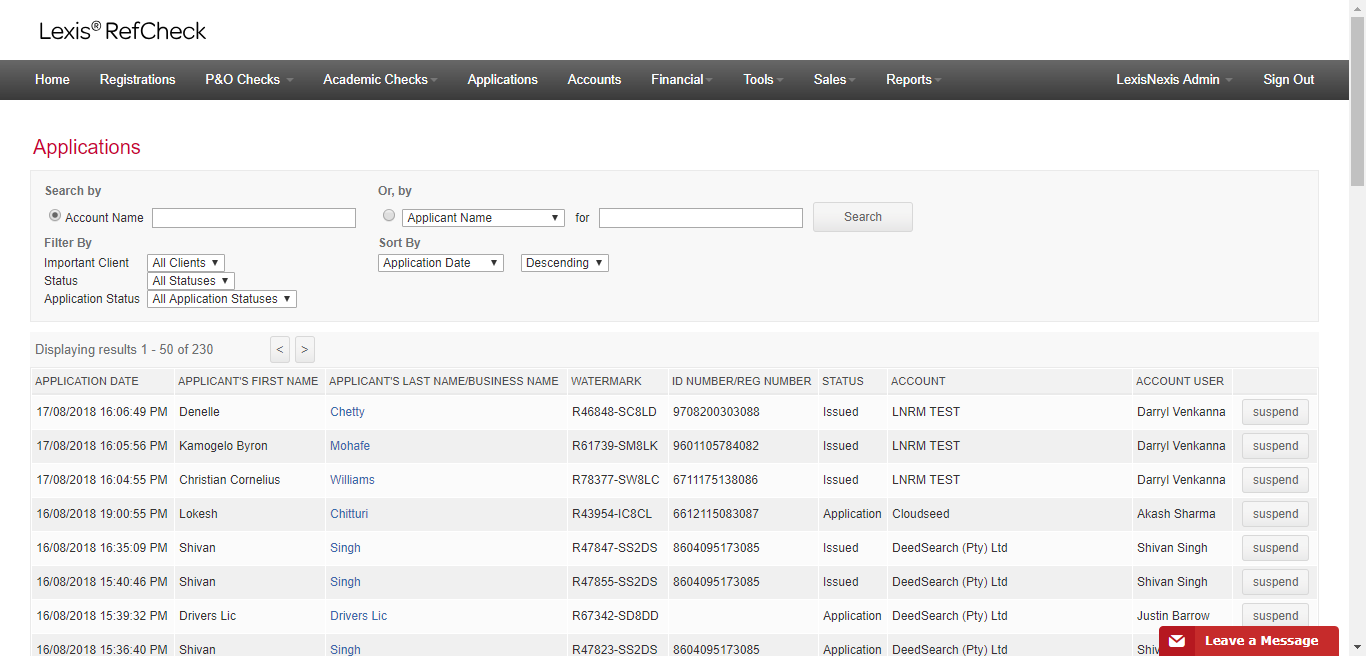 Lexis® RefCheck
Home Registrations P&O Checks Academic Checks Applications Accounts Financial Tools Sales Reports LexisNexis Admin Sign Out
Applications
Search by Or, by
Account Name Applicant Name for Search
Filter By Sort By
Important Client All Clients Application Date Descending
Status All Statuses
Application Status All Application Statuses
Displaying results 1 - 50 of 230 < >
APPLICATION DATE APPLICANT'S FIRST NAME APPLICANT'S LAST NAME/BUSINESS NAME WATERMARK ID NUMBER/REG NUMBER STATUS ACCOUNT ACCOUNT USER
17/08/2018 16:06:49 PM Denelle Chetty R46848-SC8LD 9708200303088 Issued LNRM TEST Darryl Venkanna suspend
17/08/2018 16:05:56 PM Kamogelo Byron Mohafe R61739-SM8LK 9601105784082 Issued LNRM TEST Darryl Venkanna suspend
17/08/2018 16:04:55 PM Christian Cornelius Williams R78377-SW8LC 6711175138086 Issued LNRM TEST Darryl Venkanna suspend
16/08/2018 19:00:55 PM Lokesh Chitturi R43954-IC8CL 6612115083087 Application Cloudseed Akash Sharma suspend
16/08/2018 16:35:09 PM Shivan Singh R47847-SS2DS 8604095173085 Issued DeedSearch (Pty) Ltd Shivan Singh suspend
16/08/2018 15:40:46 PM Shivan Singh R47855-SS2DS 8604095173085 Issued DeedSearch (Pty) Ltd Shivan Singh suspend
16/08/2018 15:39:32 PM Drivers Lic Drivers Lic R67342-SD8DD Application DeedSearch (Pty) Ltd Justin Barrow suspend
16/08/2018 15:36:40 PM Shivan Singh R47823-SS2DS 8604095173085 Application DeedSearch (Pty) Ltd
Leave a Message